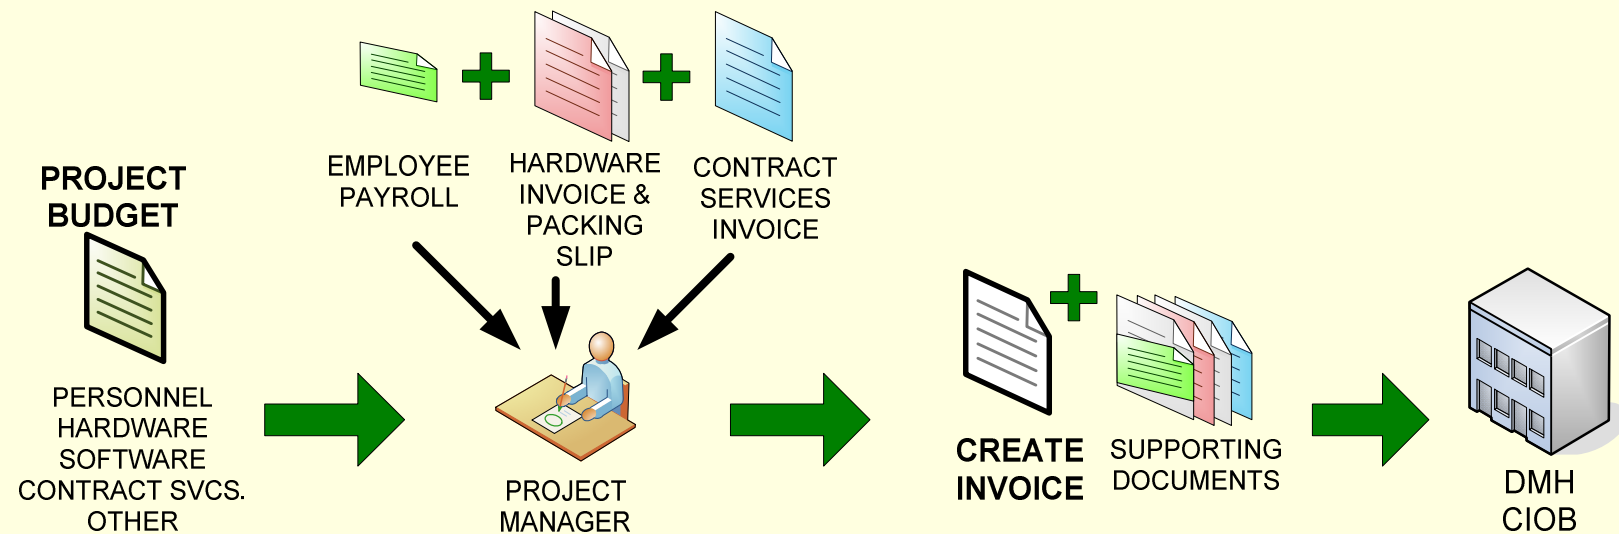 PROJECT
BUDGET
PERSONNEL
HARDWARE
SOFTWARE
CONTRACT SVCS.
OTHER
EMPLOYEE
PAYROLL
HARDWARE
INVOICE &
PACKING
SLIP
CONTRACT
SERVICES
INVOICE
PROJECT
MANAGER
CREATE
INVOICE
SUPPORTING
DOCUMENTS
DMH
CIOB